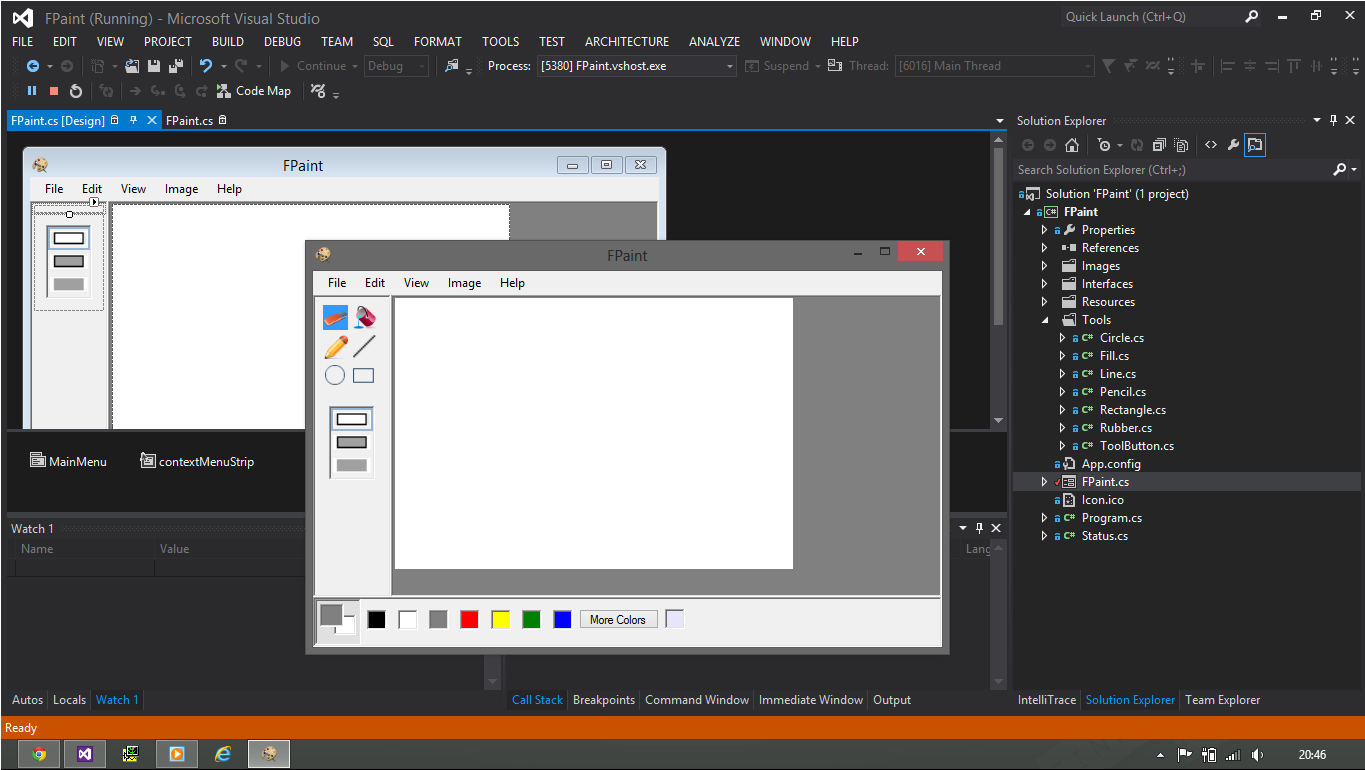 FPaint (Running) - Microsoft Visual Studio
Quick Launch (Ctrl+Q)
FILE EDIT VIEW PROJECT BUILD DEBUG TEAM SQL FORMAT TOOLS TEST ARCHITECTURE ANALYZE WINDOW HELP
Continue Debug Process: [5380] FPaint.vshost.exe Suspend Thread: [6016] Main Thread
Code Map
FPaint.cs [Design] FPaint.cs
FPaint
File Edit View Image Help
FPaint
File Edit View Image Help
More Colors
MainMenu contextMenuStrip
Watch 1
Name Value Lang
Autos Locals Watch 1
Call Stack Breakpoints Command Window Immediate Window Output
Solution Explorer
Search Solution Explorer (Ctrl+;)
Solution 'FPaint' (1 project)
C# FPaint
Properties
References
Images
Interfaces
Resources
Tools
C# Circle.cs
C# Fill.cs
C# Line.cs
C# Pencil.cs
C# Rectangle.cs
C# Rubber.cs
C# ToolButton.cs
App.config
FPaint.cs
Icon.ico
C# Program.cs
C# Status.cs
IntelliTrace Solution Explorer Team Explorer
Ready
20:46